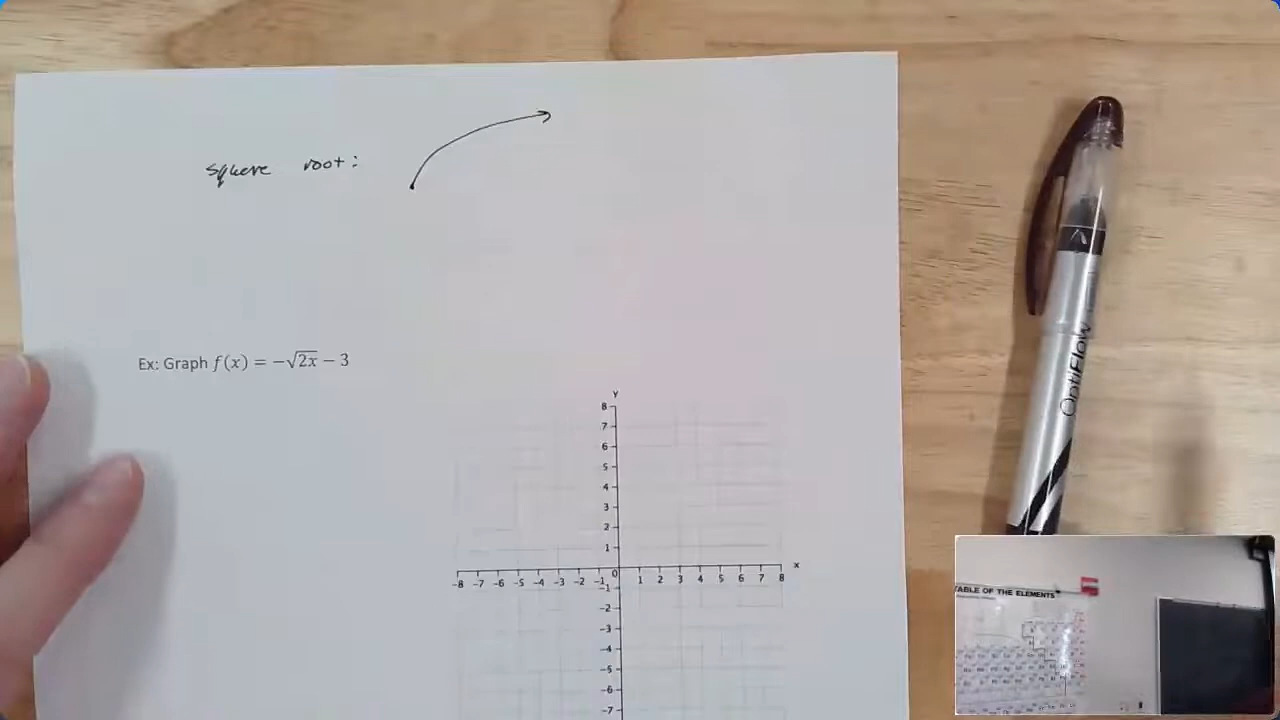 square root:
Ex: Graph f(x) = −√2x − 3
y
8
7
6
5
4
3
2
1
-8 -7 -6 -5 -4 -3 -2 -1 0 1 2 3 4 5 6 7 8 x
-2
-3
-4
-5
-6
-7
OptiFlow
TABLE OF THE ELEMENTS